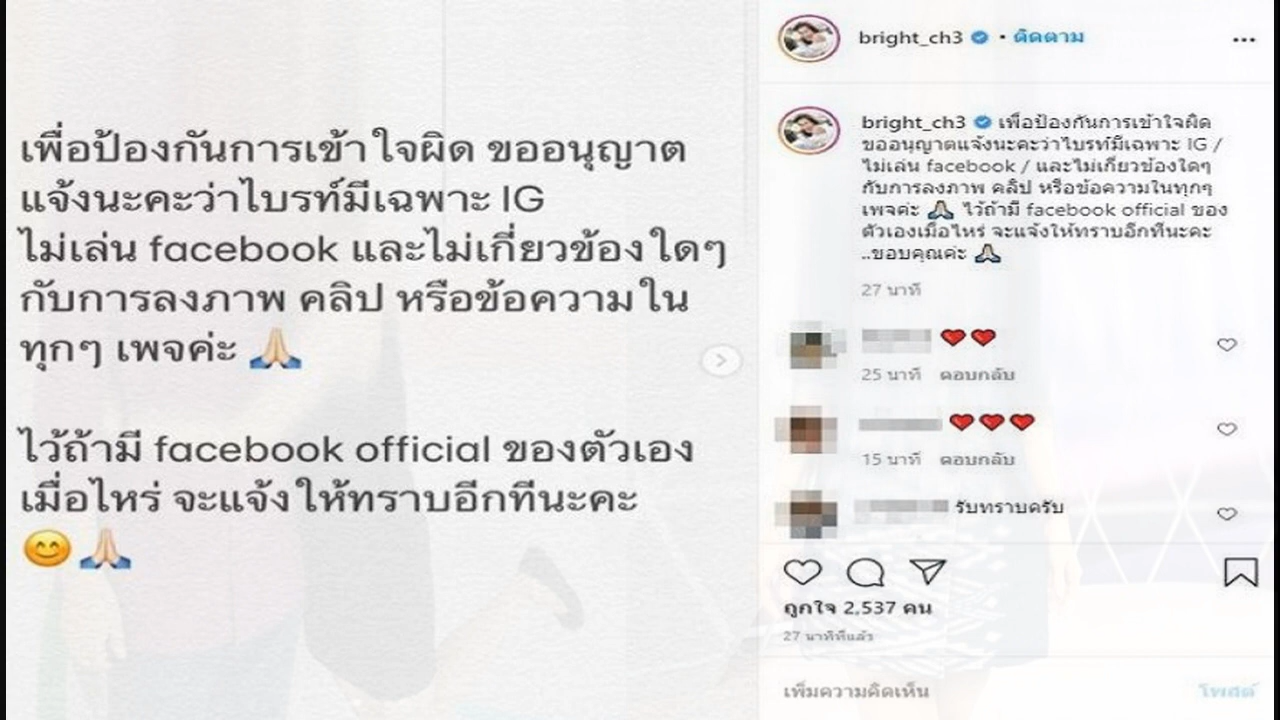 เพื่อป้องกันการเข้าใจผิด ขออนุญาต
แจ้งนะคะว่าไบรท์มีเฉพาะ IG
ไม่เล่น facebook และไม่เกี่ยวข้องใดๆ
กับการลงภาพ คลิป หรือข้อความใน
ทุกๆ เพจค่ะ 🙏🏻
ไว้ถ้ามี facebook official ของตัวเอง
เมื่อไหร่ จะแจ้งให้ทราบอีกทีนะคะ
😊🙏🏻
bright_ch3 • ติดตาม
bright_ch3 เพื่อป้องกันการเข้าใจผิด
ขออนุญาตแจ้งนะคะว่าไบรท์มีเฉพาะ IG /
ไม่เล่น facebook / และไม่เกี่ยวข้องใดๆ
กับการลงภาพ คลิป หรือข้อความในทุกๆ
เพจค่ะ 🙏🏻 ไว้ถ้ามี facebook official ของ
ตัวเองเมื่อไหร่ จะแจ้งให้ทราบอีกทีนะคะ
..ขอบคุณค่ะ 🙏🏻
27 นาที
❤️❤️
25 นาที ตอบกลับ
❤️❤️❤️
15 นาที ตอบกลับ
รับทราบครับ
ถูกใจ 2,537 คน
27 นาทีที่แล้ว
เพิ่มความคิดเห็น
โพสต์